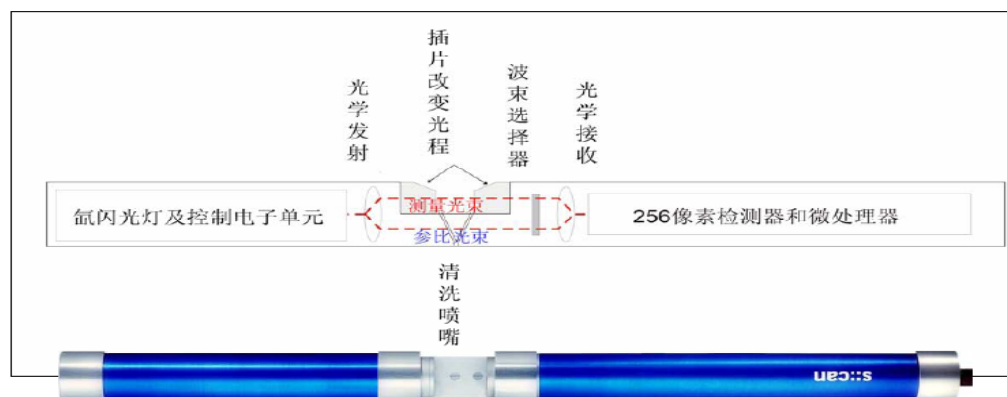 插片改变光程
光学发射
波束选择器
光学接收
氙闪光灯及控制电子单元
测量光束
参比光束
256像素检测器和微处理器
清洗喷嘴
s::can